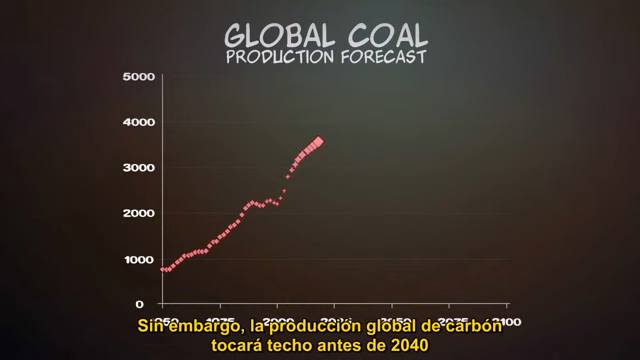 GLOBAL COAL
PRODUCTION FORECAST
5000
4000
3000
2000
1000
0
1975 2000
Sin embargo, la producción global de carbón
tocará techo antes de 2040